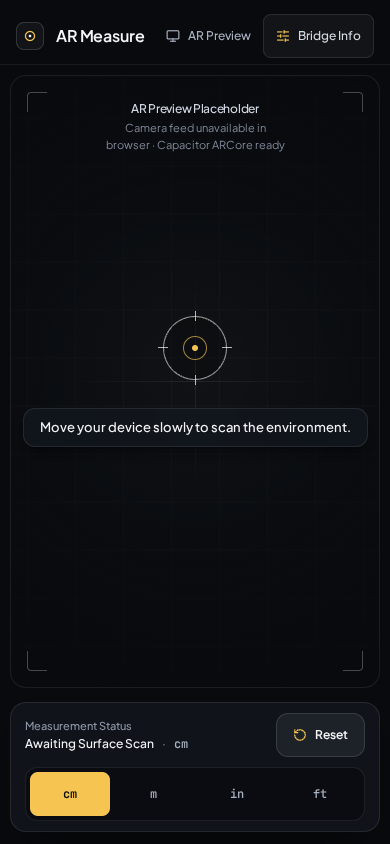 AR Measure
AR Preview
Bridge Info
AR Preview Placeholder
Camera feed unavailable in
browser · Capacitor ARCore ready
Move your device slowly to scan the environment.
Measurement Status
Awaiting Surface Scan · cm
Reset
cm m in ft